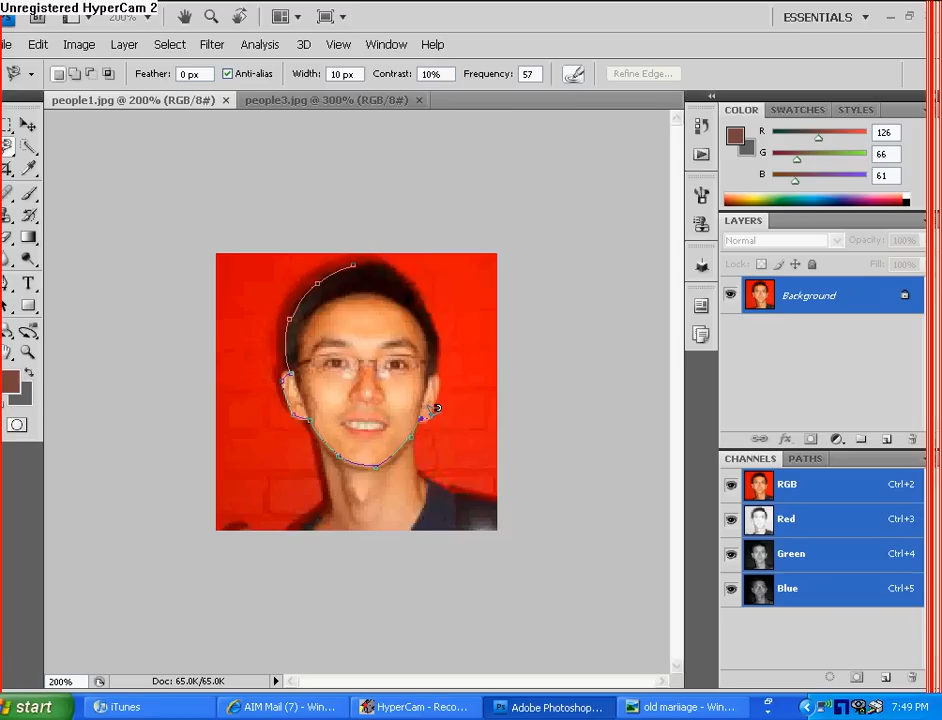 Unregistered HyperCam 2
200%
ESSENTIALS
Edit Image Layer Select Filter Analysis 3D View Window Help
Feather: 0 px Anti-alias Width: 10 px Contrast: 10% Frequency: 57 Refine Edge...
people1.jpg @ 200% (RGB/8#) × people3.jpg @ 300% (RGB/8#) ×
COLOR SWATCHES STYLES
R 126
G 66
B 61
LAYERS
Normal Opacity: 100%
Lock: Fill: 100%
Background
CHANNELS PATHS
RGB Ctrl+2
Red Ctrl+3
Green Ctrl+4
Blue Ctrl+5
200% Doc: 65.0K/65.0K
start iTunes AIM Mail (7) - Win... HyperCam - Reco... Adobe Photoshop... old mariiage - Win... 7:49 PM